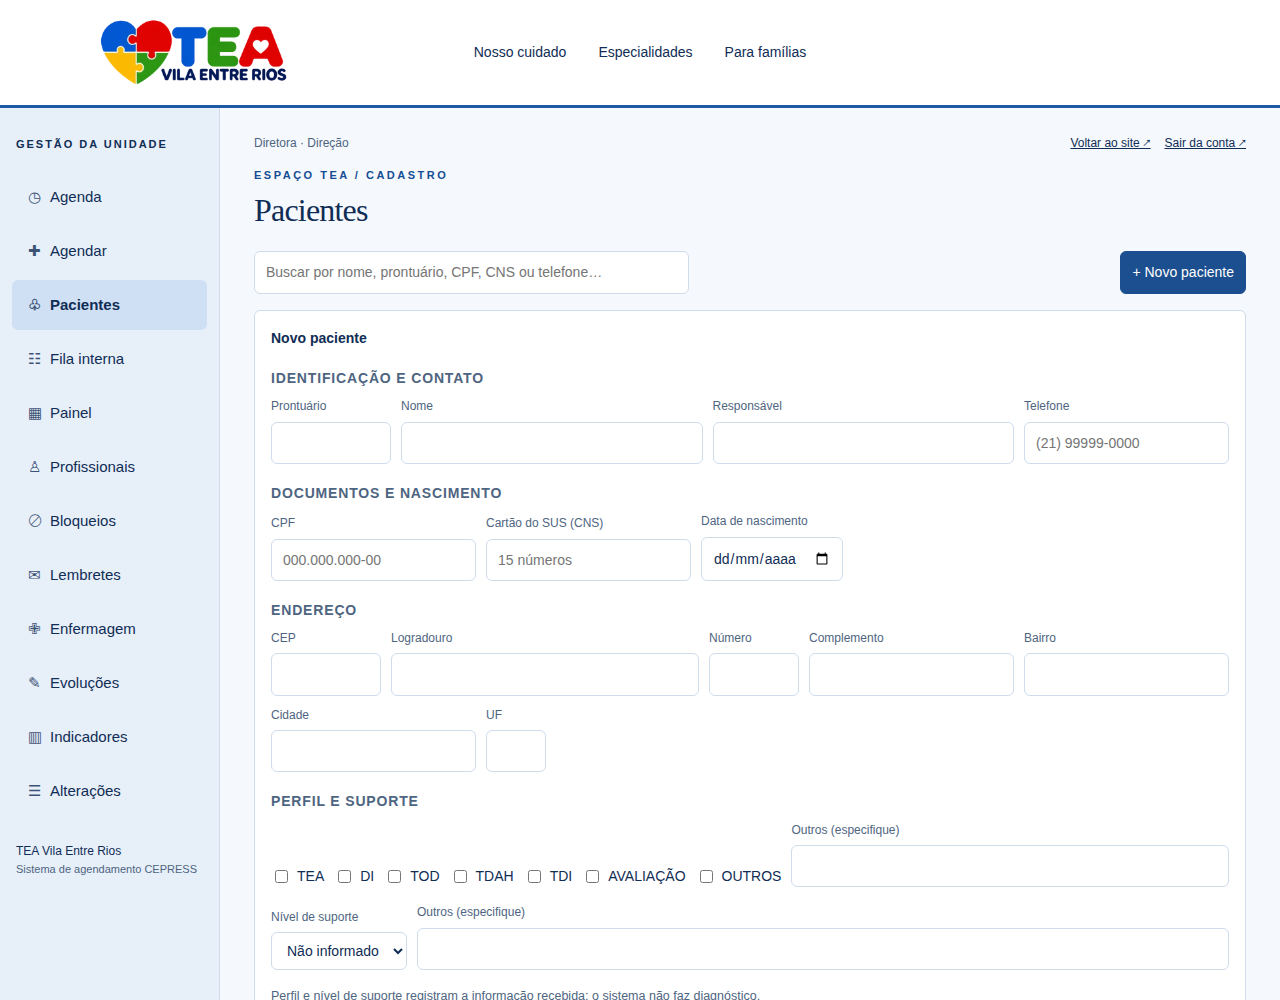 TEA
VILA ENTRE RIOS
Nosso cuidado
Especialidades
Para famílias
GESTÃO DA UNIDADE
Agenda
Agendar
Pacientes
Fila interna
Painel
Profissionais
Bloqueios
Lembretes
Enfermagem
Evoluções
Indicadores
Alterações
TEA Vila Entre Rios
Sistema de agendamento CEPRESS
Diretora · Direção
Voltar ao site ↗
Sair da conta ↗
ESPAÇO TEA / CADASTRO
Pacientes
Buscar por nome, prontuário, CPF, CNS ou telefone…
+ Novo paciente
Novo paciente
IDENTIFICAÇÃO E CONTATO
Prontuário
Nome
Responsável
Telefone
(21) 99999-0000
DOCUMENTOS E NASCIMENTO
CPF
Cartão do SUS (CNS)
Data de nascimento
000.000.000-00
15 números
dd/mm/aaaa
ENDEREÇO
CEP
Logradouro
Número
Complemento
Bairro
Cidade
UF
PERFIL E SUPORTE
Outros (especifique)
TEA
DI
TOD
TDAH
TDI
AVALIAÇÃO
OUTROS
Nível de suporte
Outros (especifique)
Não informado
Perfil e nível de suporte registram a informação recebida; o sistema não faz diagnóstico.